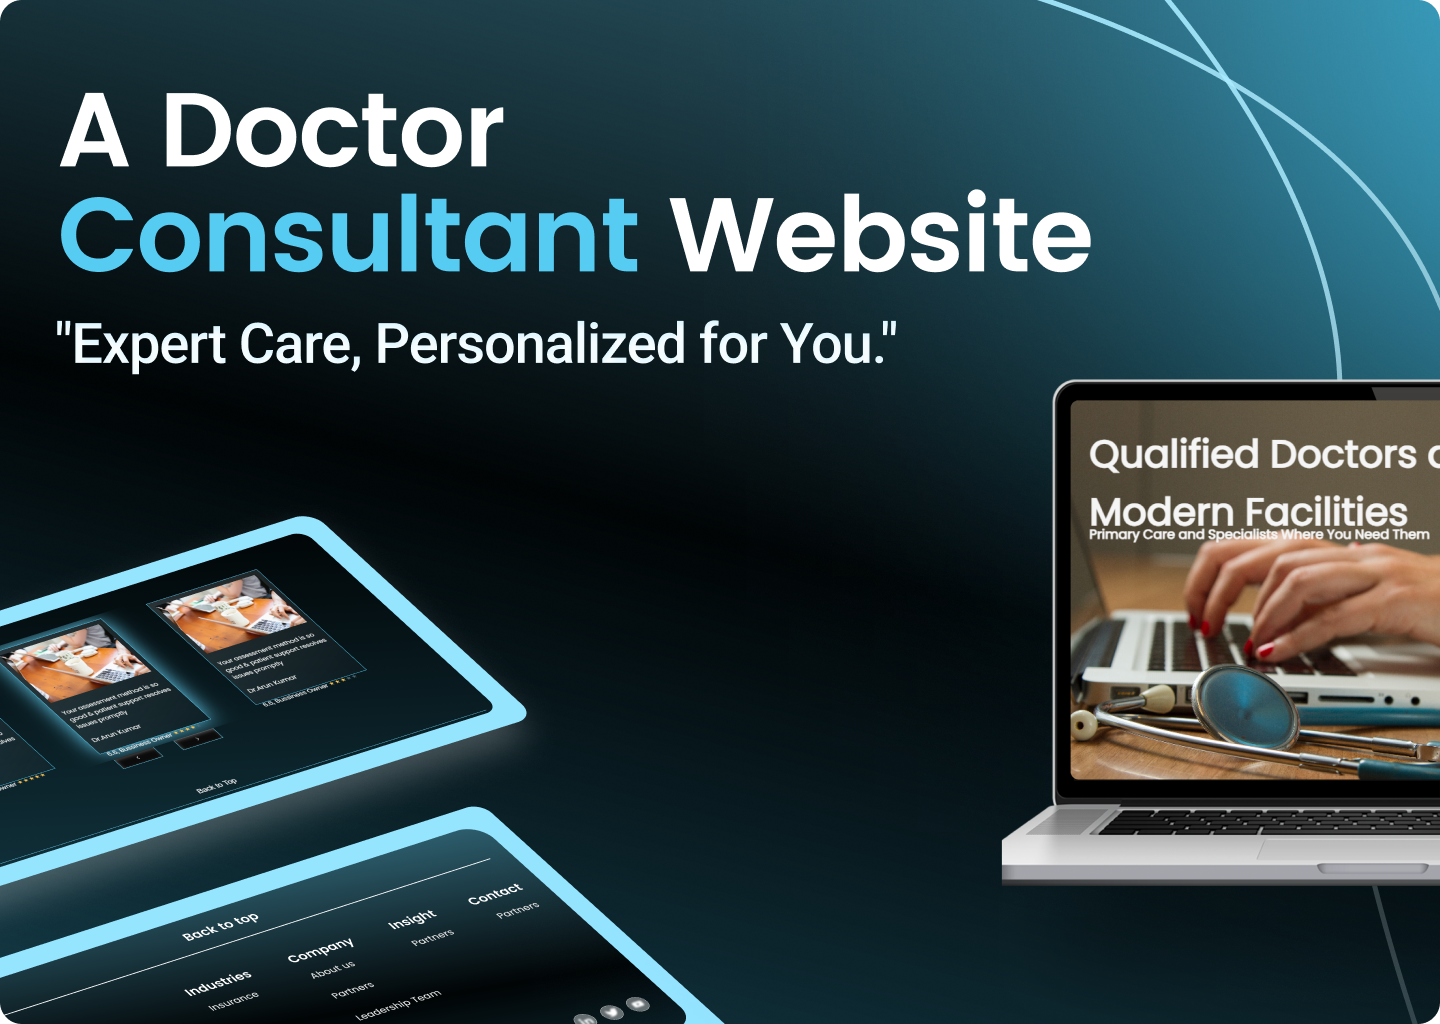 A Doctor
Consultant Website
"Expert Care, Personalized for You."
Qualified Doctors
Modern Facilities
Primary Care and Specialists Where You Need Them
Your assessment method is so
good & patient support resolves
issues promptly
Dr.Arun Kumar
Bussiness Owner
Your assessment method is so
good & patient support resolves
issues promptly
Dr.Arun Kumar
Bussiness Owner
Back to Top
Back to top
Industries
Insurance
Company
About us
Partners
Leadership Team
Insight
Partners
Contact
Partners